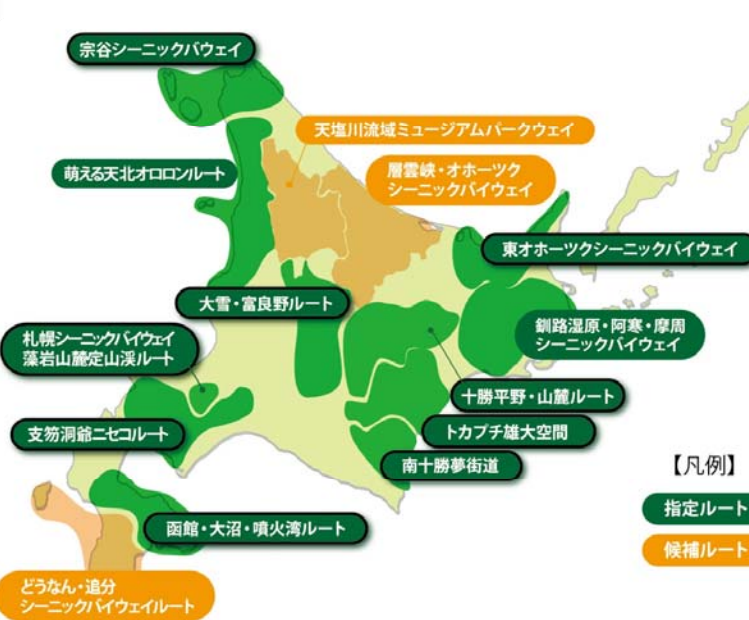 宗谷シーニックバウェイ
天塩川流域ミュージアムパークウェイ
萌える天北オロロンルート
層雲峡・オホーツク
シーニックバイウェイ
東オホーツクシーニックバイウェイ
大雪・富良野ルート
釧路湿原・阿寒・摩周
シーニックバイウェイ
札幌シーニックバイウェイ
藻岩山麓定山渓ルート
十勝平野・山麓ルート
トカプチ雄大空間
支笏洞爺ニセコルート
南十勝夢街道
【凡例】
指定ルート
候補ルート
函館・大沼・噴火湾ルート
どうなん・追分
シーニックバイウェイルート